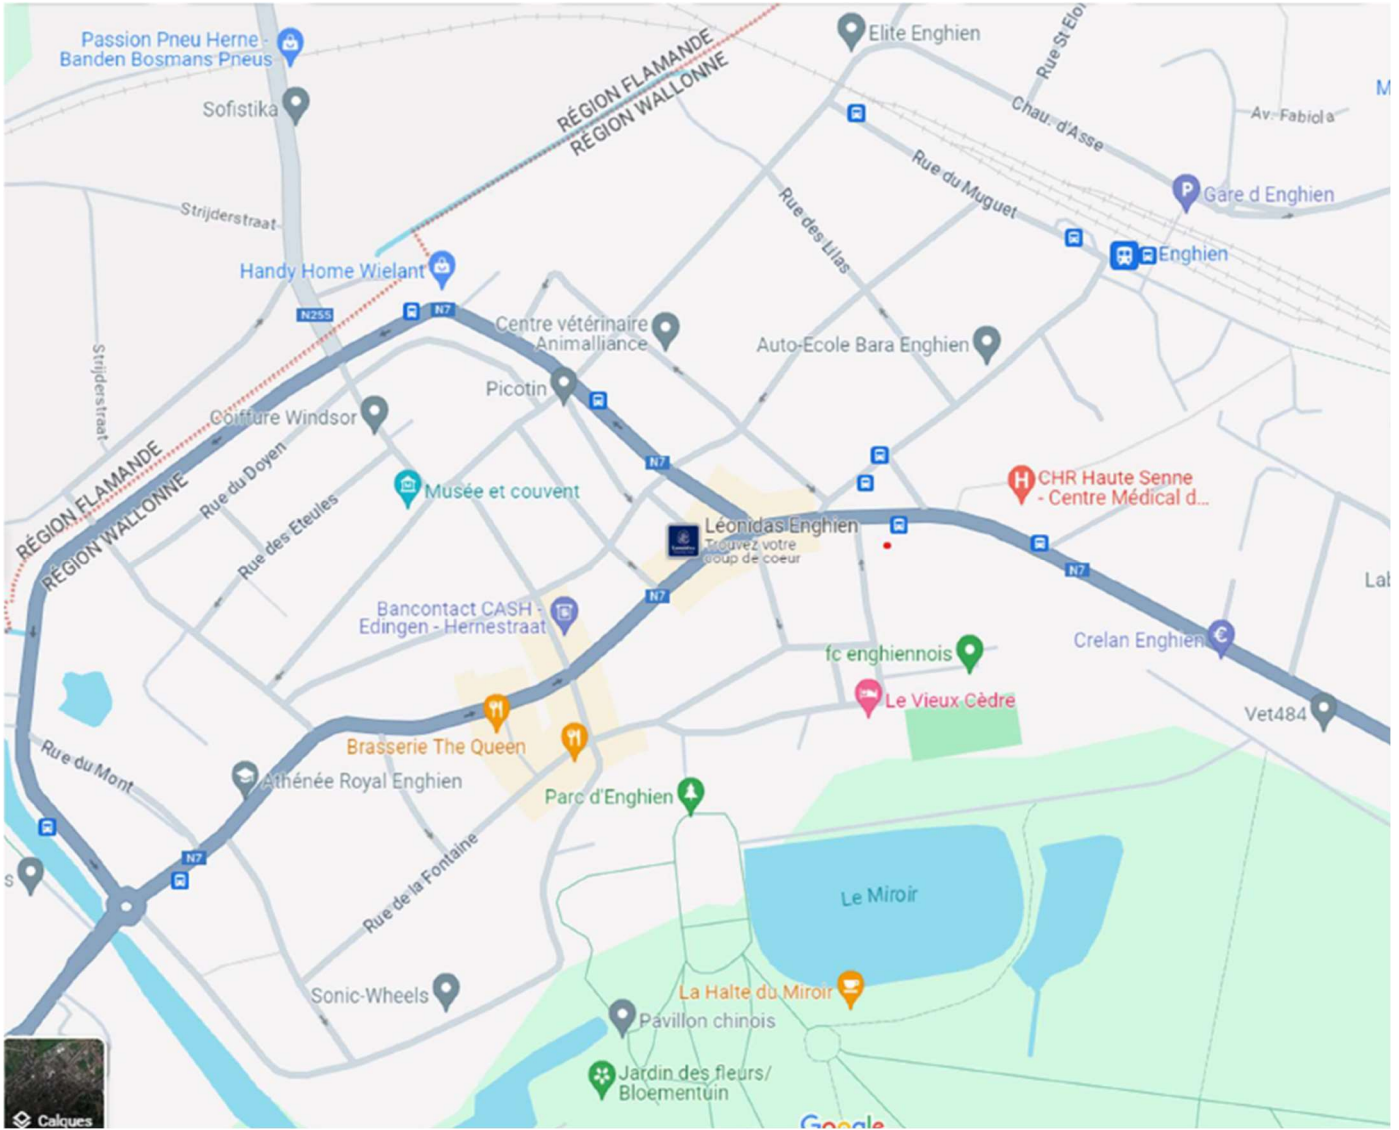 Passion Pneu Herne -
Banden Bosmans Pneus
Elite Enghien
Rue St-Eloi
Sofistika
RÉGION FLAMANDE
RÉGION WALLONNE
Chau. d'Asse
Av. Fabiola
M
Rue du Muguet
P
Gare d Enghien
Strijderstraat
Rue des Lilas
Enghien
Handy Home Wielant
N255
N7
Centre vétérinaire
Animalliance
Auto-Ecole Bara Enghien
Strijderstraat
Picotin
Coiffure Windsor
N7
RÉGION FLAMANDE
RÉGION WALLONNE
Rue du Doyen
Musée et couvent
H
CHR Haute Senne
- Centre Médical d...
Rue des Eteules
Léonidas Enghien
Trouvez votre
coup de coeur
N7
Lab
N7
Bancontact CASH -
Edingen - Hernestraat
fc enghiennois
Crelan Enghien
€
Le Vieux Cèdre
Vet484
Brasserie The Queen
Rue du Mont
Athénée Royal Enghien
Parc d'Enghien
N7
s
Rue de la Fontaine
Le Miroir
Sonic-Wheels
La Halte du Miroir
Pavillon chinois
Jardin des fleurs/
Bloementuin
Calques
Google